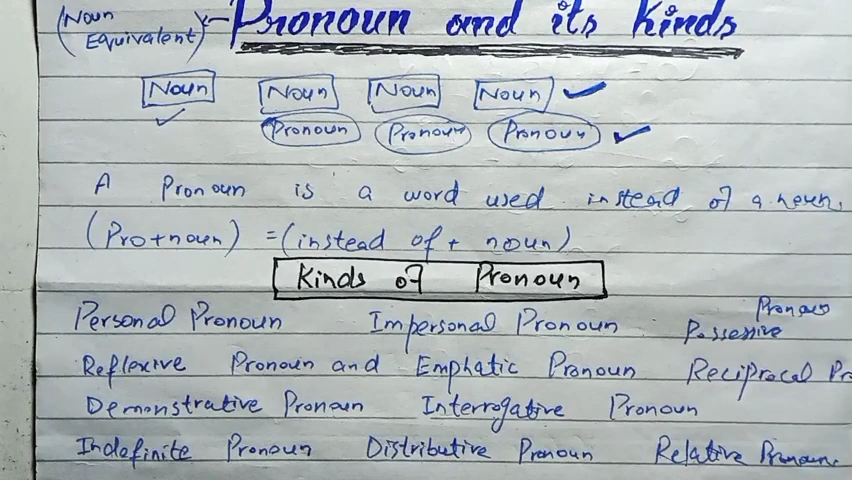 (Noun Equivalent) Pronoun and its Kinds
Noun Noun Noun Noun
Pronoun Pronoun Pronoun
A Pronoun is a word used instead of a noun.
(Pro+noun) = (instead of + noun)
Kinds of Pronoun
Personal Pronoun Impersonal Pronoun Possessive Pronoun
Reflexive Pronoun and Emphatic Pronoun Reciprocal Pro
Demonstrative Pronoun Interrogative Pronoun
Indefinite Pronoun Distributive Pronoun Relative Pronoun